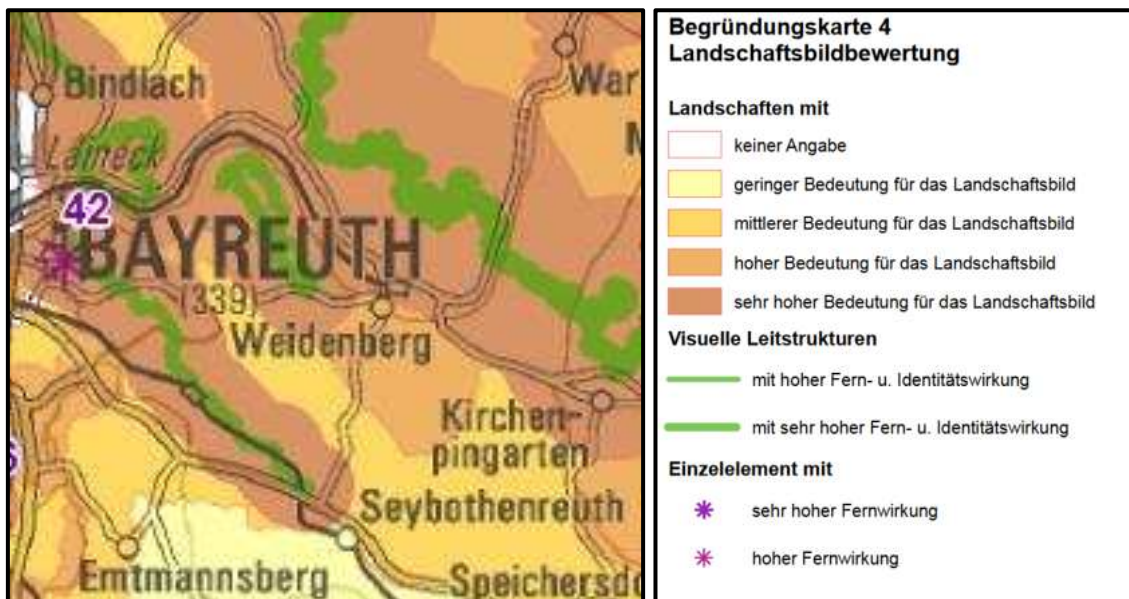 Bindlach
War
Laineck
42
BAYREUTH
(339)
Weidenberg
Kirchen-
pingarten
Seybothenreuth
Emtmannsberg
Speichersdo
Begründungskarte 4
Landschaftsbildbewertung
Landschaften mit
keiner Angabe
geringer Bedeutung für das Landschaftsbild
mittlerer Bedeutung für das Landschaftsbild
hoher Bedeutung für das Landschaftsbild
sehr hoher Bedeutung für das Landschaftsbild
Visuelle Leitstrukturen
mit hoher Fern- u. Identitätswirkung
mit sehr hoher Fern- u. Identitätswirkung
Einzelelement mit
sehr hoher Fernwirkung
hoher Fernwirkung